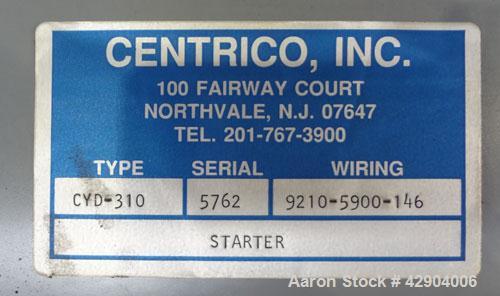 CENTRICO, INC.
100 FAIRWAY COURT
NORTHVALE, N.J. 07647
TEL. 201-767-3900
TYPE SERIAL WIRING
CYD-310 5762 9210-5900-146
STARTER
Aaron Stock # 42904006